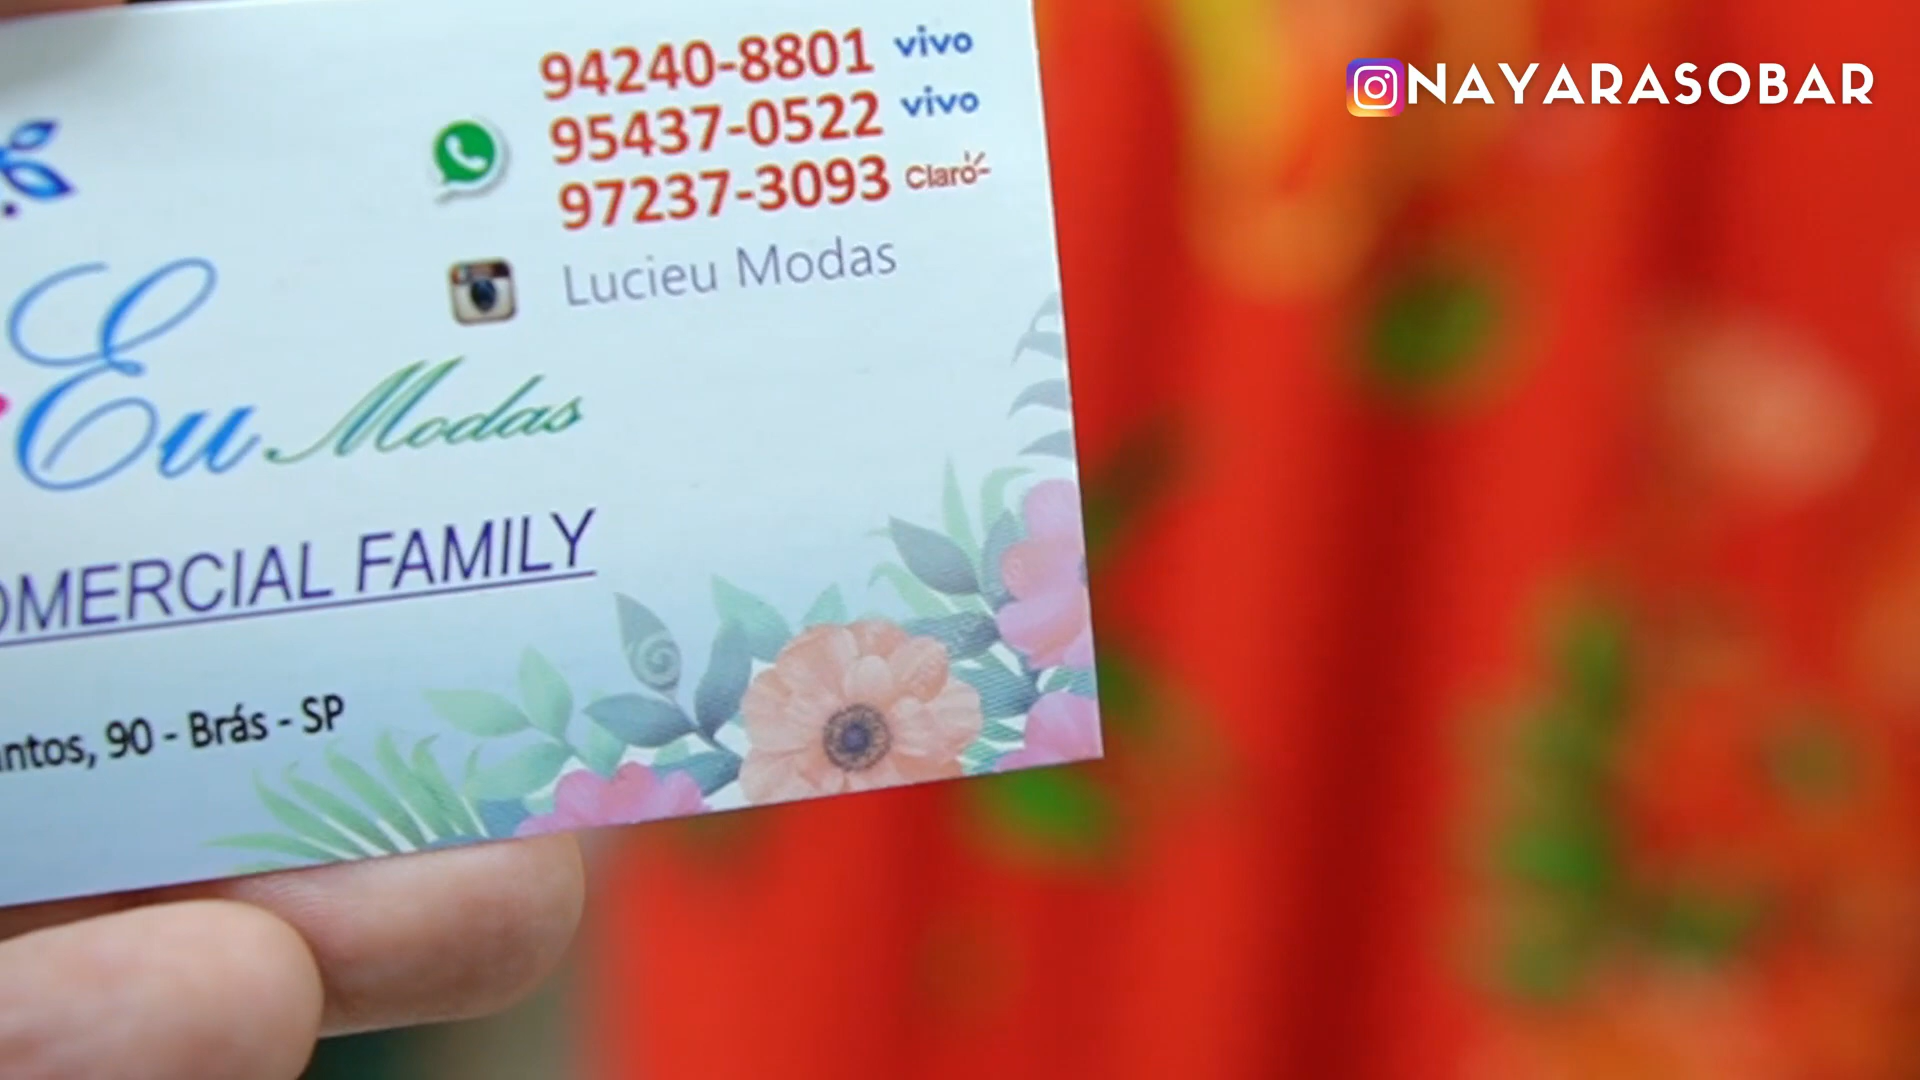 94240-8801 vivo
95437-0522 vivo
97237-3093 Claro
Lucieu Modas
Eu Modas
OMERCIAL FAMILY
ntos, 90 - Brás - SP
NAYARASOBAR